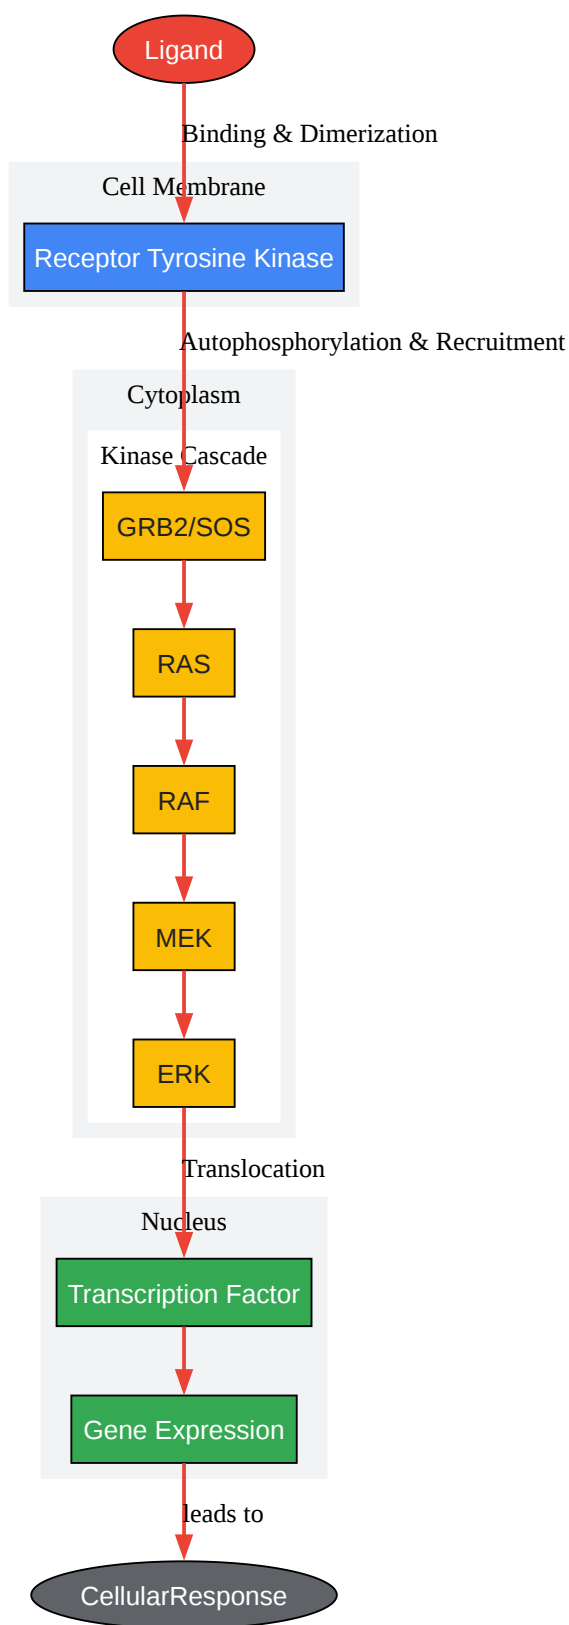 Ligand
Binding & Dimerization
Cell Membrane
Receptor Tyrosine Kinase
Autophosphorylation & Recruitment
Cytoplasm
Kinase Cascade
GRB2/SOS
RAS
RAF
MEK
ERK
Translocation
Nucleus
Transcription Factor
Gene Expression
leads to
CellularResponse